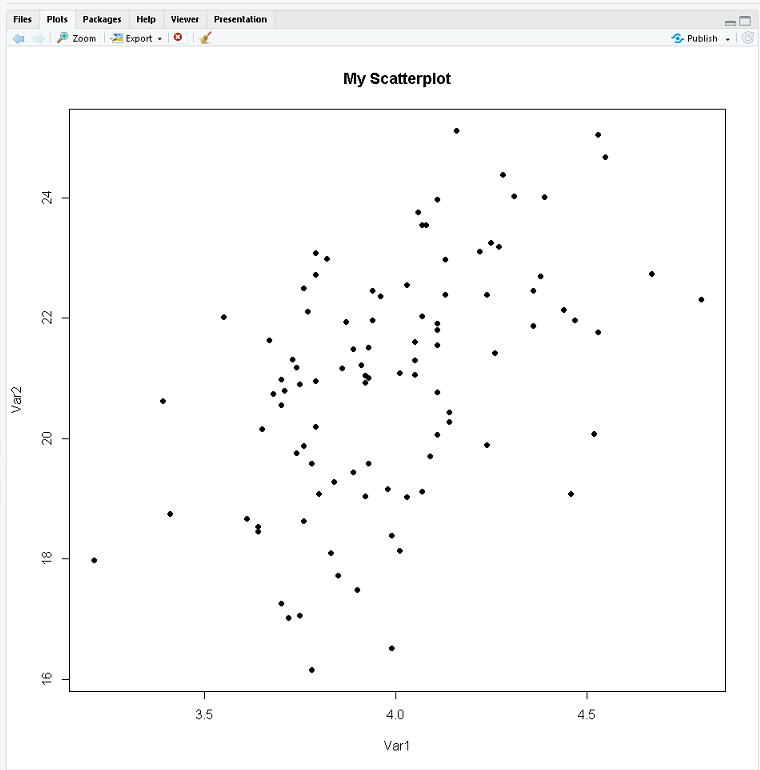 Files Plots Packages Help Viewer Presentation
Zoom Export Publish
My Scatterplot
24
22
20
18
16
Var2
3.5 4.0 4.5
Var1